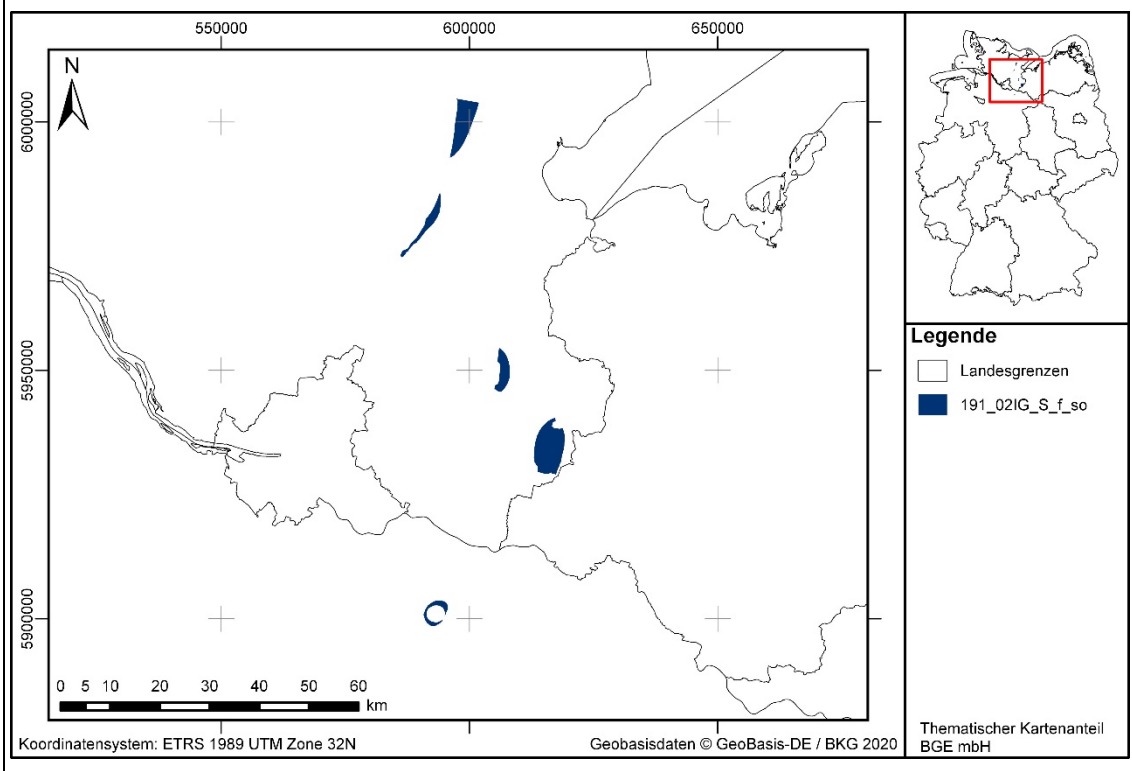 550000 600000 650000
N
6000000
5950000
5900000
0 5 10 20 30 40 50 60
km
Koordinatensystem: ETRS 1989 UTM Zone 32N
Geobasisdaten © GeoBasis-DE / BKG 2020
Legende
Landesgrenzen
191_02IG_S_f_so
Thematischer Kartenanteil
BGE mbH